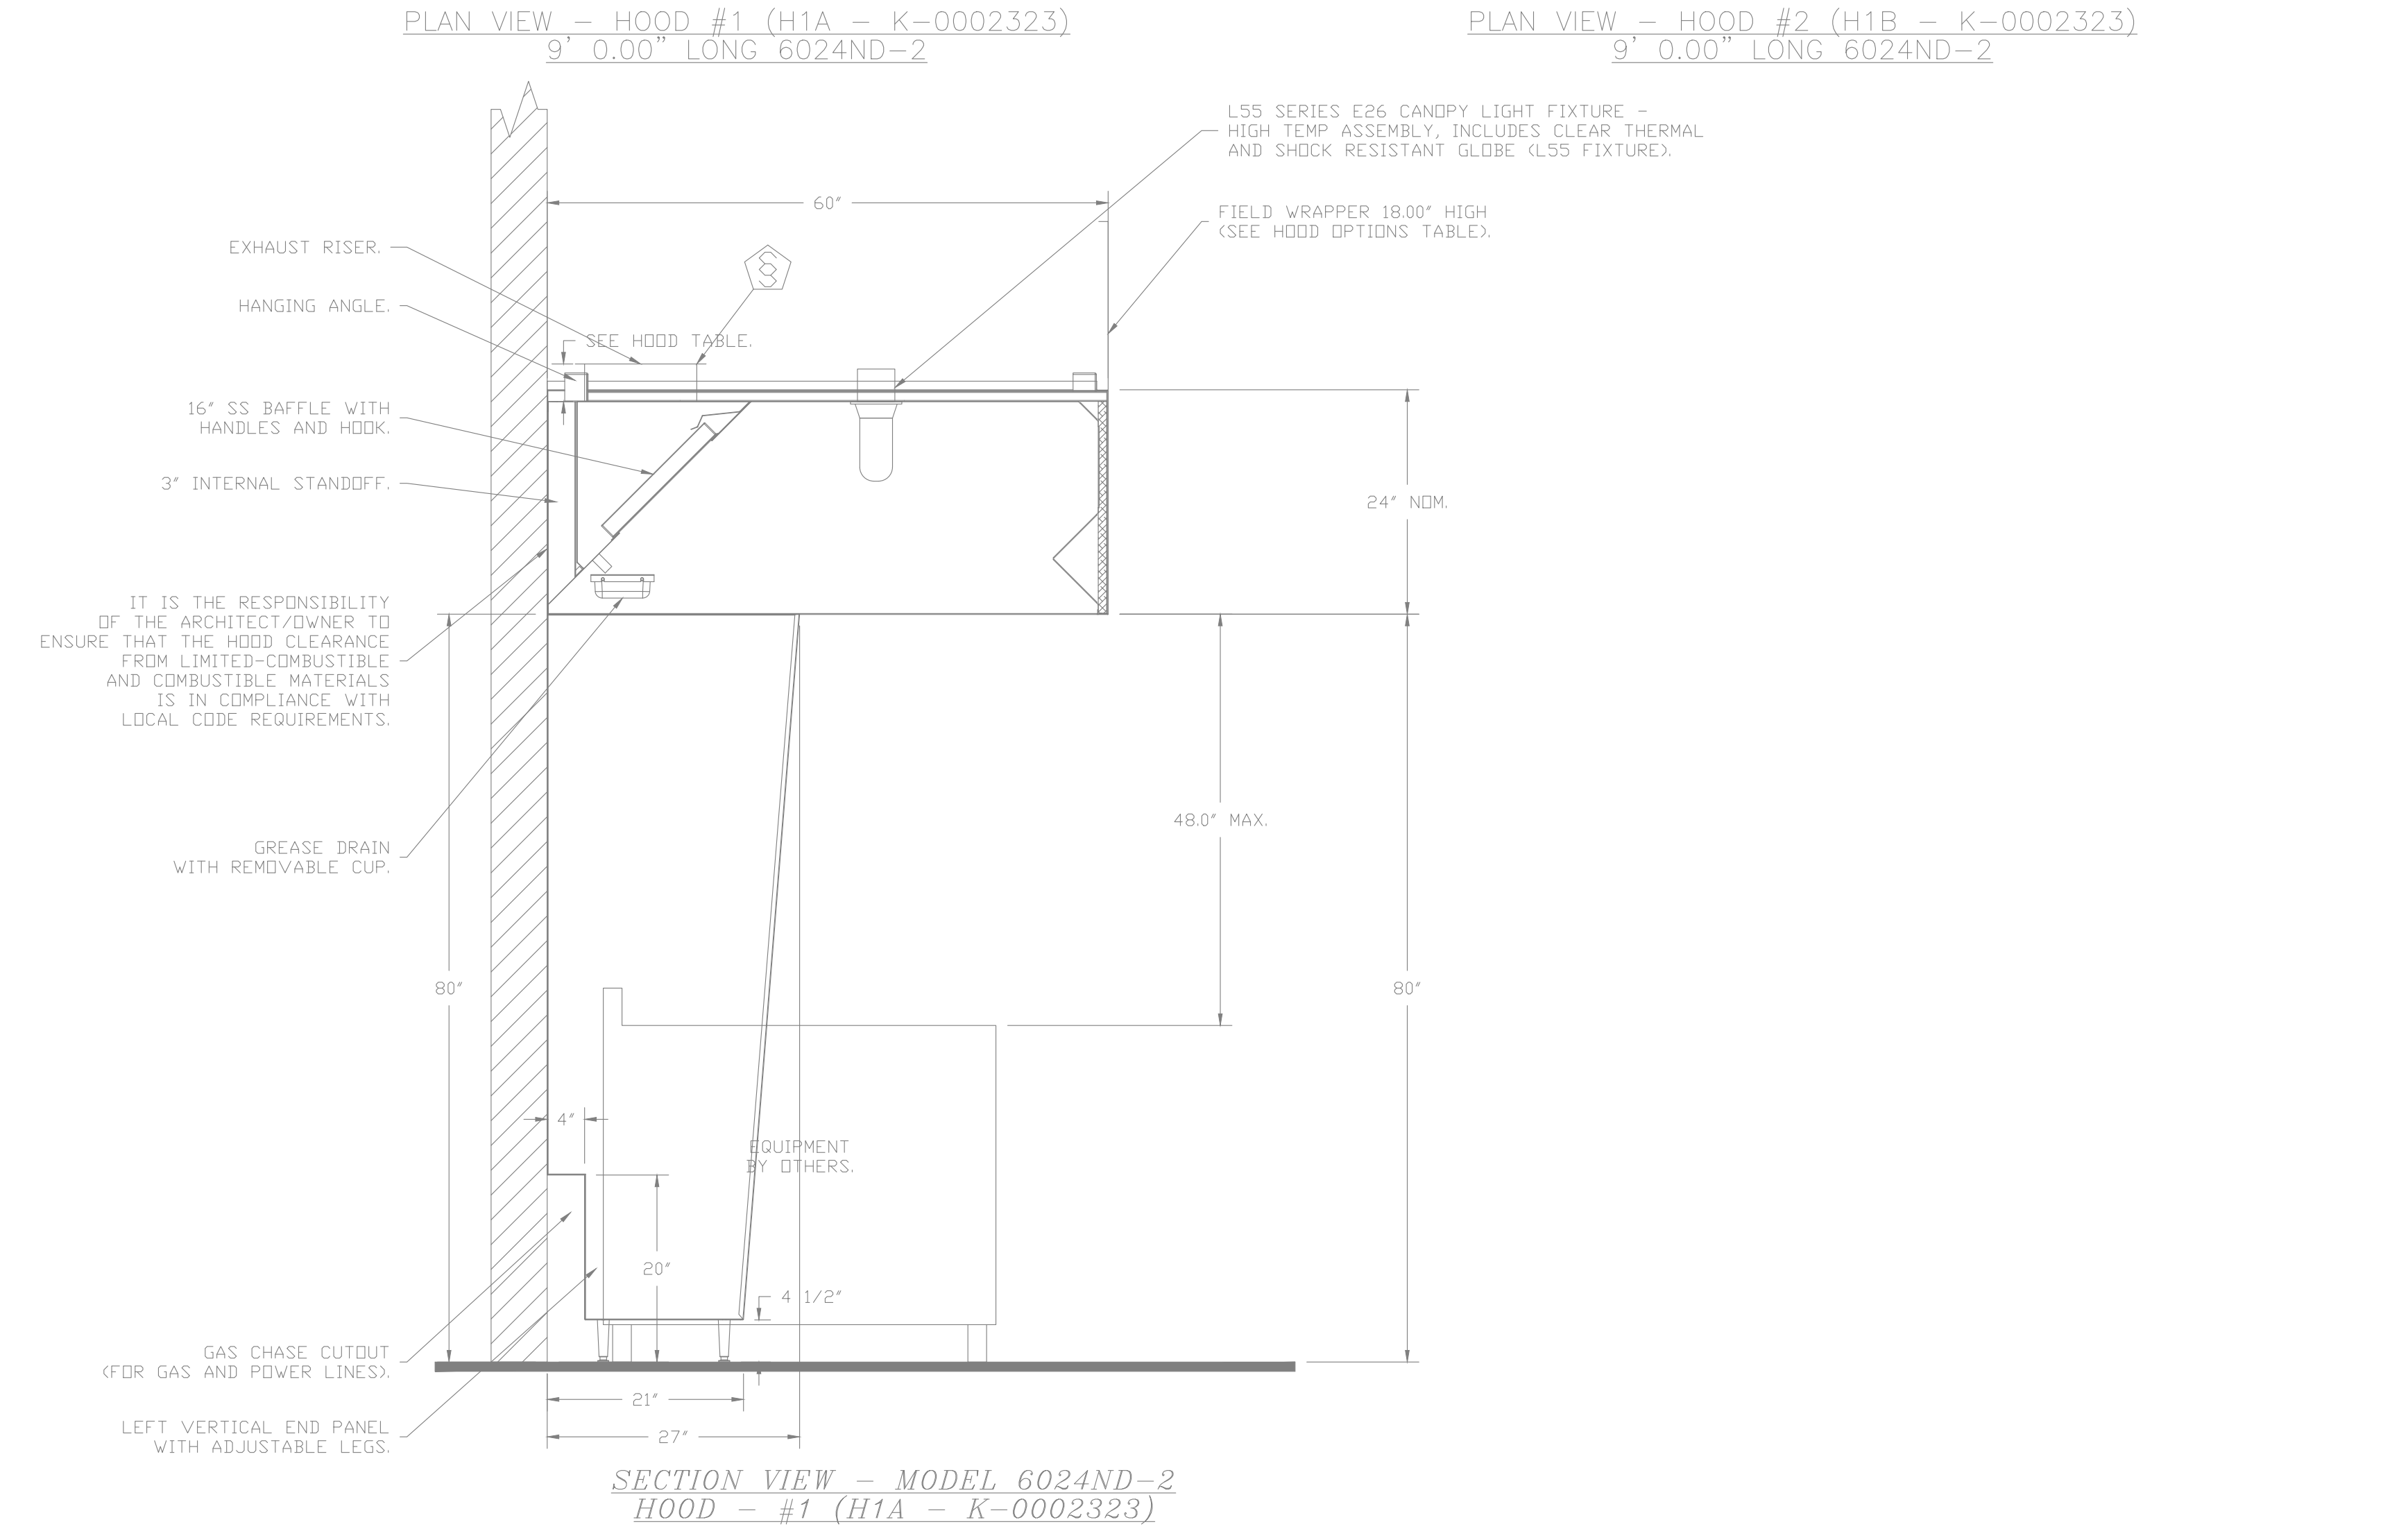 PLAN VIEW - HOOD #1 (H1A - K-0002323)
9' 0.00" LONG 6024ND-2
PLAN VIEW - HOOD #2 (H1B - K-0002323)
9' 0.00" LONG 6024ND-2
L55 SERIES E26 CANOPY LIGHT FIXTURE -
HIGH TEMP ASSEMBLY, INCLUDES CLEAR THERMAL
AND SHOCK RESISTANT GLOBE (L55 FIXTURE).
60"
FIELD WRAPPER 18.00" HIGH
(SEE HOOD OPTIONS TABLE).
EXHAUST RISER.
HANGING ANGLE.
SEE HOOD TABLE.
16" SS BAFFLE WITH
HANDLES AND HOOK.
3" INTERNAL STANDOFF.
24" NOM.
IT IS THE RESPONSIBILITY
OF THE ARCHITECT/OWNER TO
ENSURE THAT THE HOOD CLEARANCE
FROM LIMITED-COMBUSTIBLE
AND COMBUSTIBLE MATERIALS
IS IN COMPLIANCE WITH
LOCAL CODE REQUIREMENTS.
48.0" MAX.
GREASE DRAIN
WITH REMOVABLE CUP.
80"
80"
4"
EQUIPMENT
BY OTHERS.
20"
4 1/2"
GAS CHASE CUTOUT
(FOR GAS AND POWER LINES).
21"
LEFT VERTICAL END PANEL
WITH ADJUSTABLE LEGS.
27"
SECTION VIEW - MODEL 6024ND-2
HOOD - #1 (H1A - K-0002323)